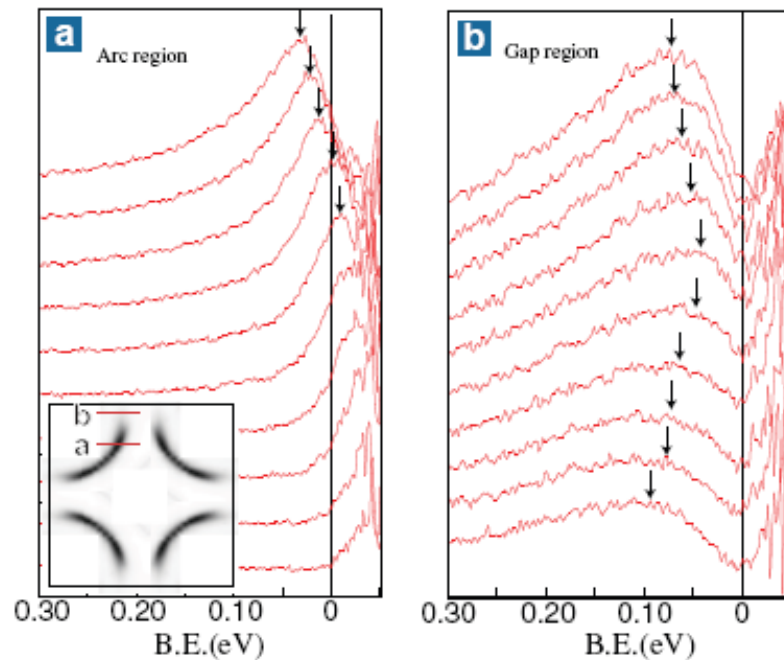 a
Arc region
b
a
0.30
0.20
0.10
0
B.E.(eV)
b
Gap region
0.30
0.20
0.10
0
B.E.(eV)